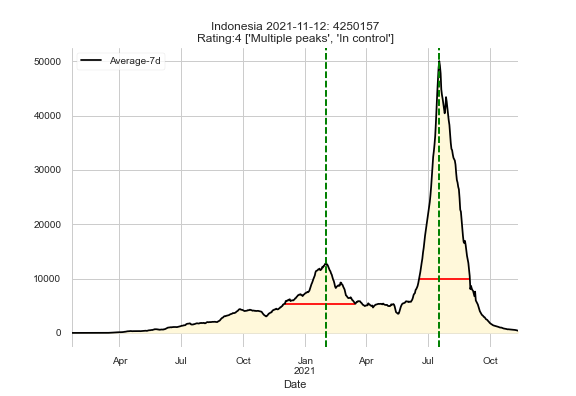 Indonesia 2021-11-12: 4250157
Rating:4 ['Multiple peaks', 'In control']
Average-7d
50000
40000
30000
20000
10000
0
Apr Jul Oct Jan Apr Jul Oct
2021
Date